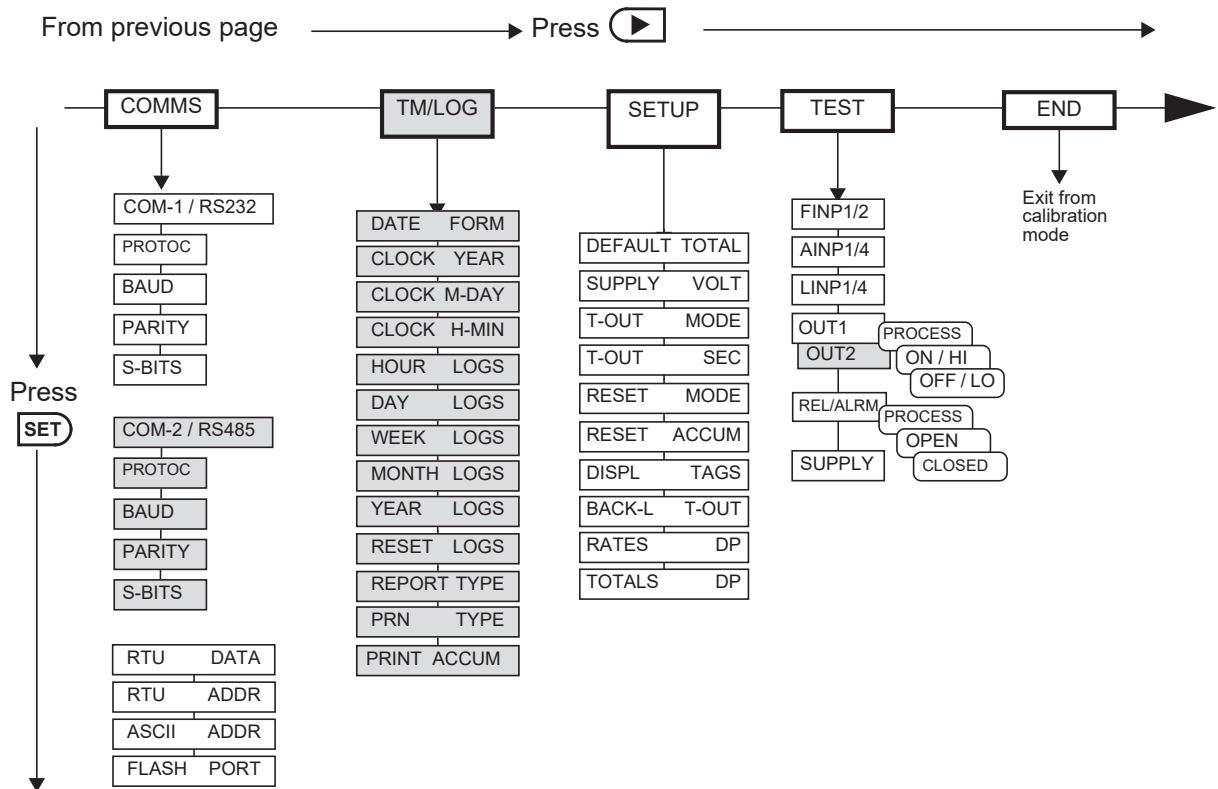 From previous page
Press
COMMS
TM/LOG
SETUP
TEST
END
Press
SET
COM-1 / RS232
PROTOC
BAUD
PARITY
S-BITS
COM-2 / RS485
PROTOC
BAUD
PARITY
S-BITS
RTU DATA
RTU ADDR
ASCII ADDR
FLASH PORT
DATE FORM
CLOCK YEAR
CLOCK M-DAY
CLOCK H-MIN
HOUR LOGS
DAY LOGS
WEEK LOGS
MONTH LOGS
YEAR LOGS
RESET LOGS
REPORT TYPE
PRN TYPE
PRINT ACCUM
DEFAULT TOTAL
SUPPLY VOLT
T-OUT MODE
T-OUT SEC
RESET MODE
RESET ACCUM
DISPL TAGS
BACK-L T-OUT
RATES DP
TOTALS DP
FINP1/2
AINP1/4
LINP1/4
OUT1
OUT2
PROCESS
ON / HI
OFF / LO
REL/ALRM
PROCESS
OPEN
CLOSED
SUPPLY
Exit from
calibration
mode